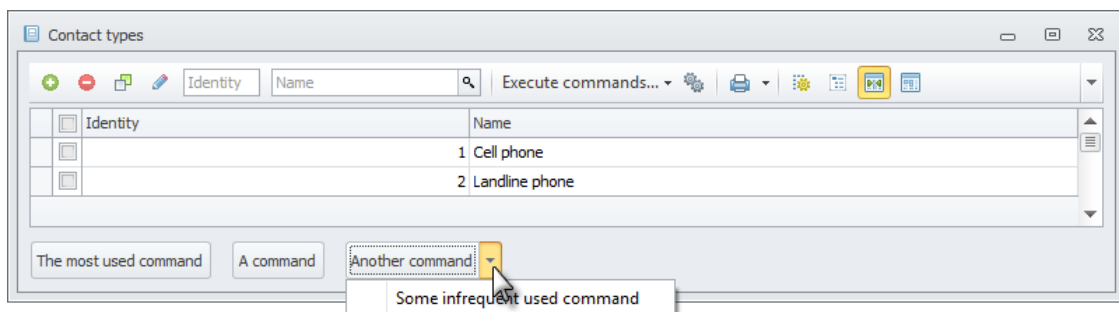 Contact types
Identity Name Execute commands...
Identity Name
1 Cell phone
2 Landline phone
The most used command A command Another command
Some infrequent used command